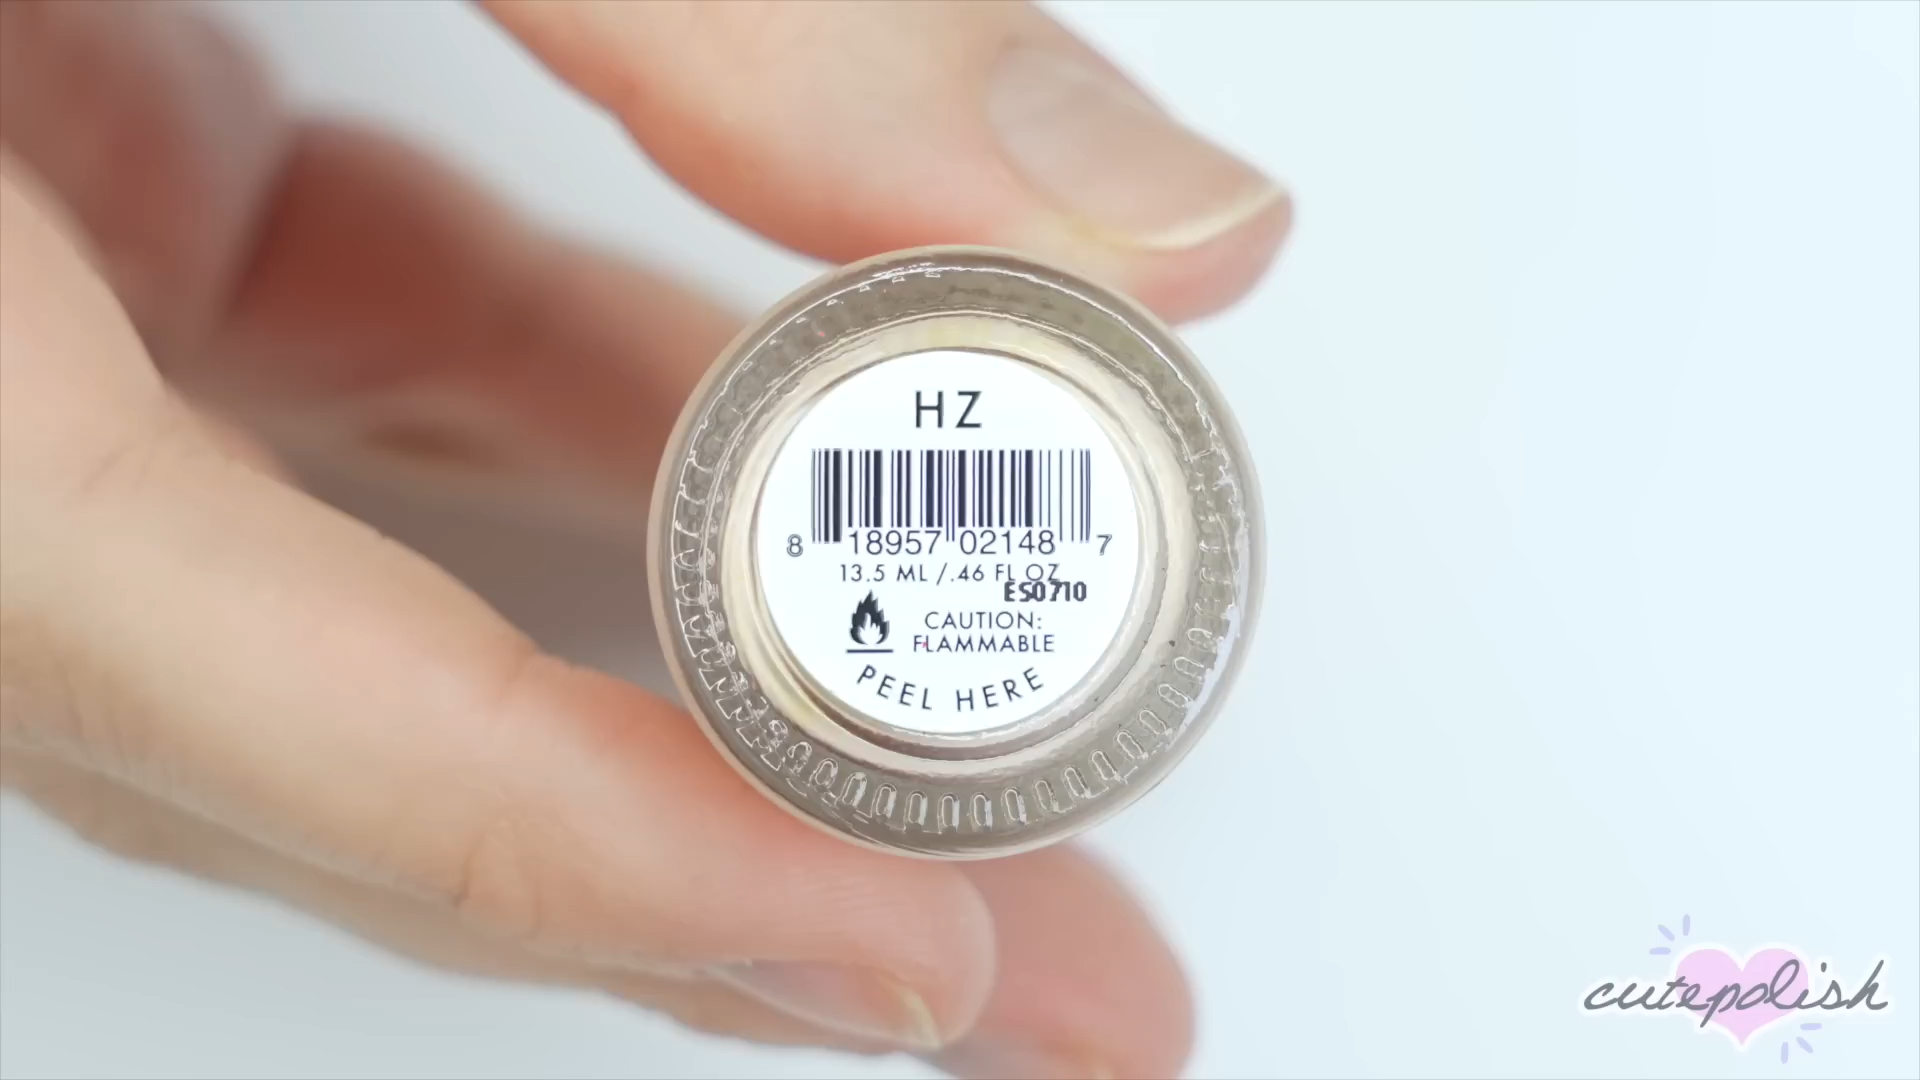 HZ
8 18957 02148 7
13.5 ML /.46 FL OZ
ES0710
CAUTION:
FLAMMABLE
PEEL HERE
cutepolish